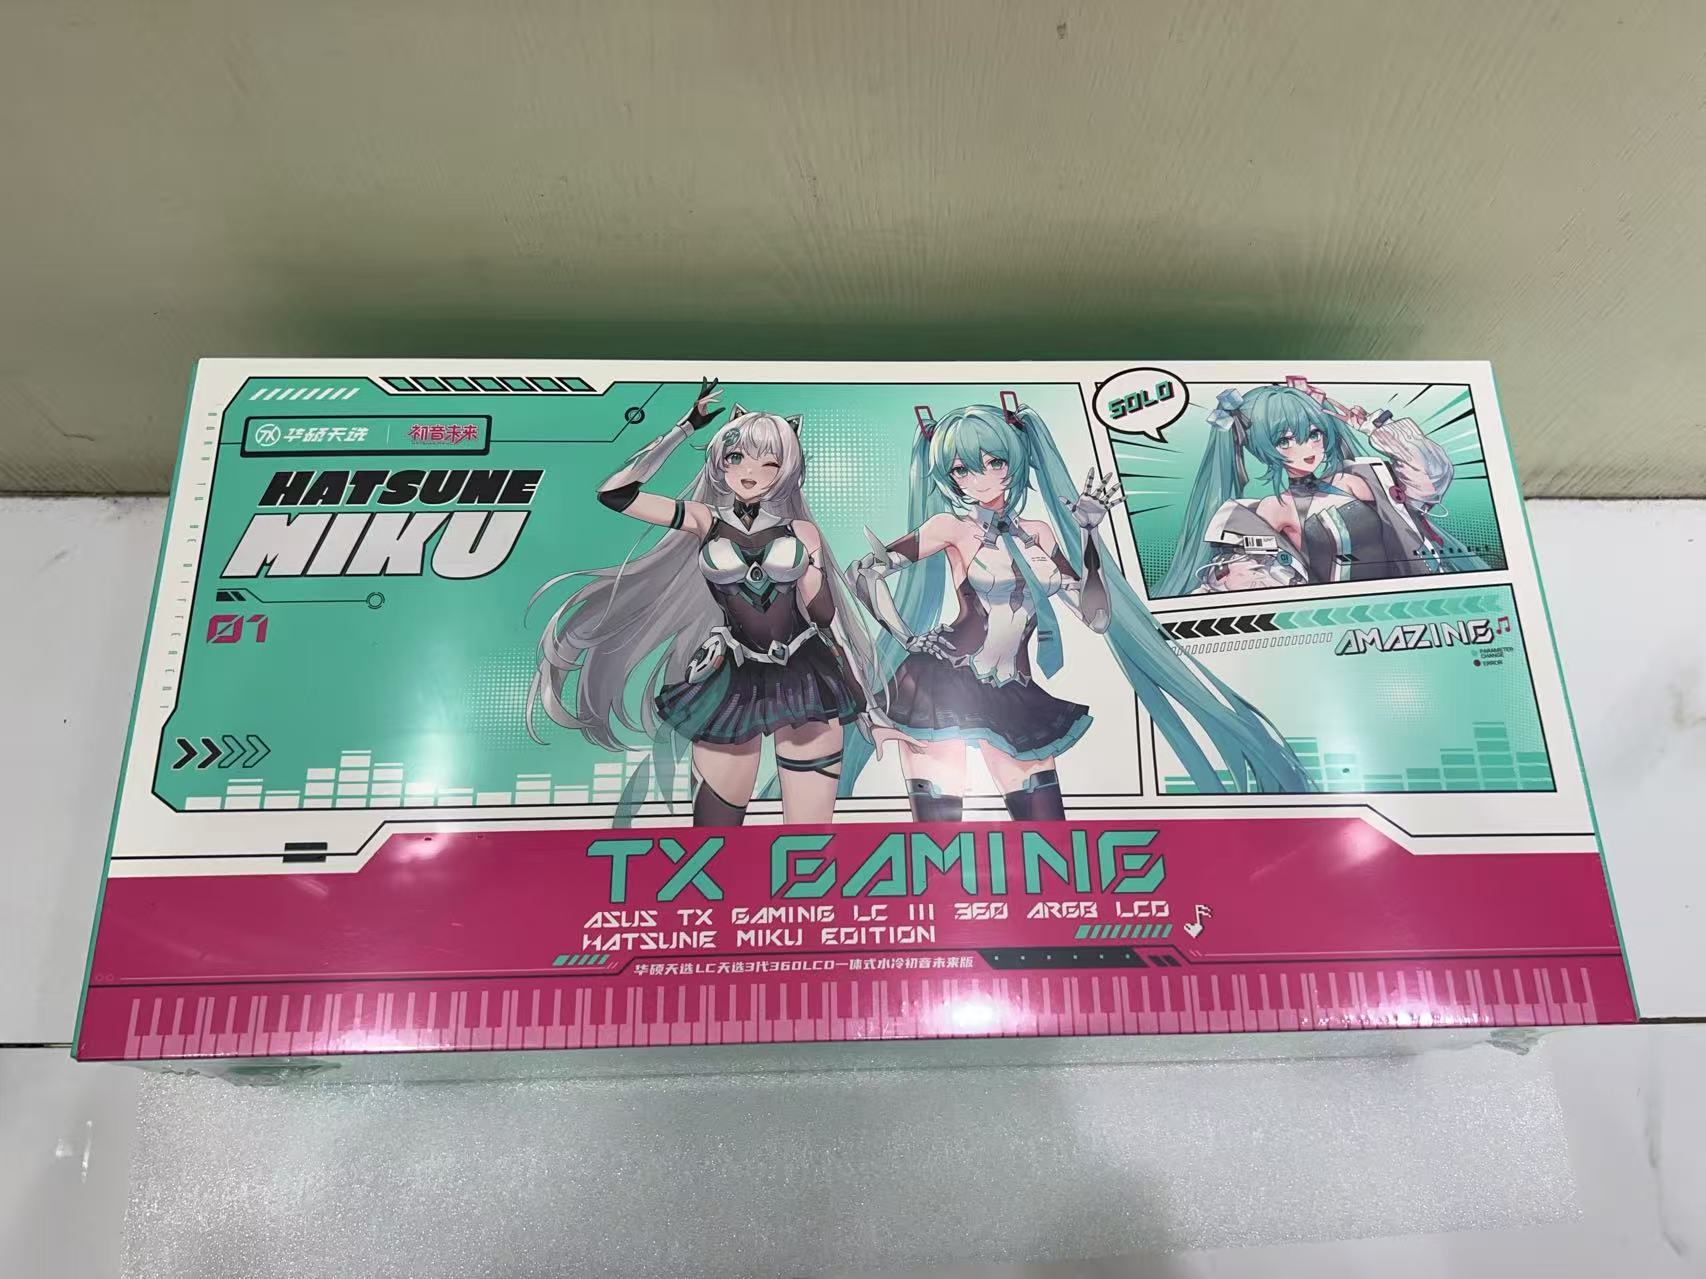 华硕天选 | 初音未来
HATSUNE
MIKU
01
SOLO
AMAZING
PARAMETER
CHANGE
ERROR
TX GAMING
ASUS TX GAMING LC III 360 ARGB LCD
HATSUNE MIKU EDITION
华硕天选LC天选3代360LCD一体式水冷初音未来版